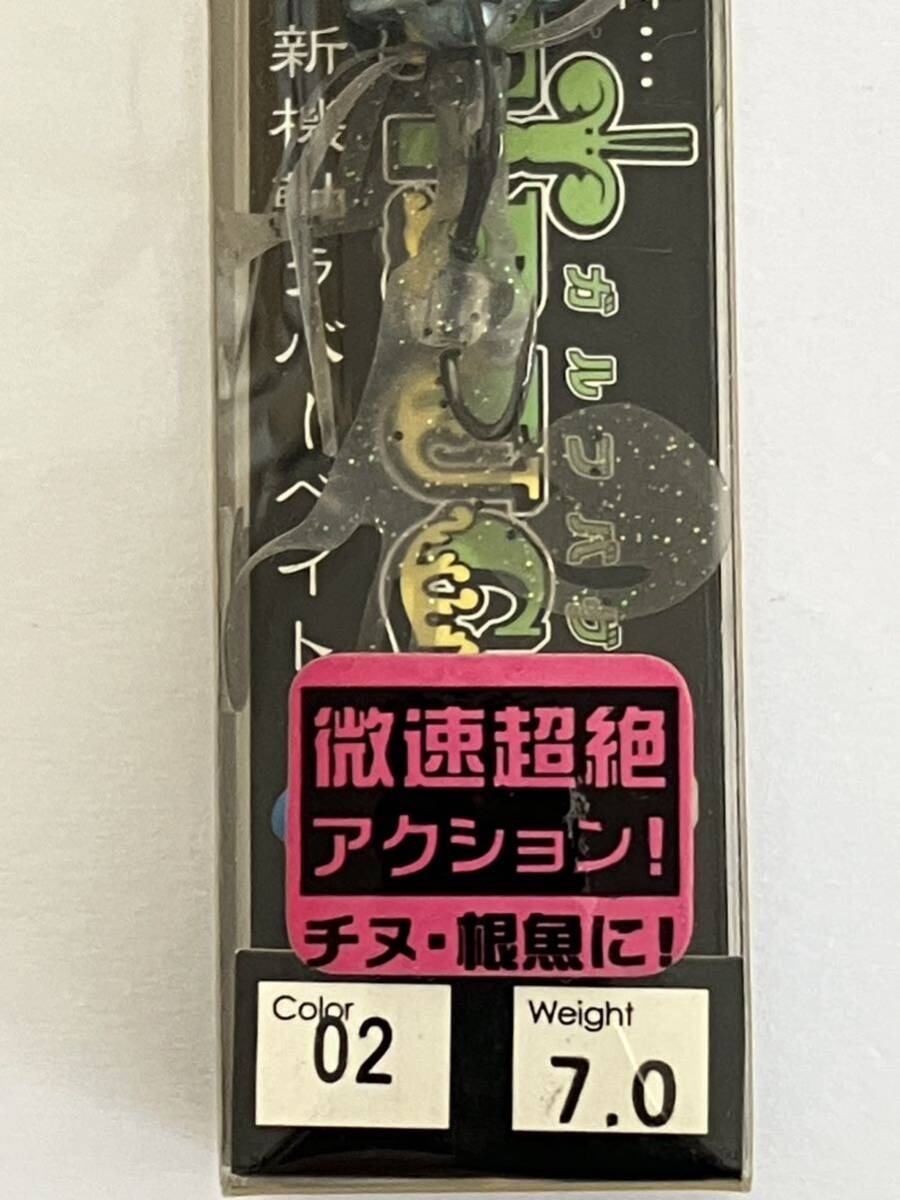 新機軸ラバーベイト
ガルフバグ
微速超絶
アクション!
チヌ・根魚に!
Color
02
Weight
7.0